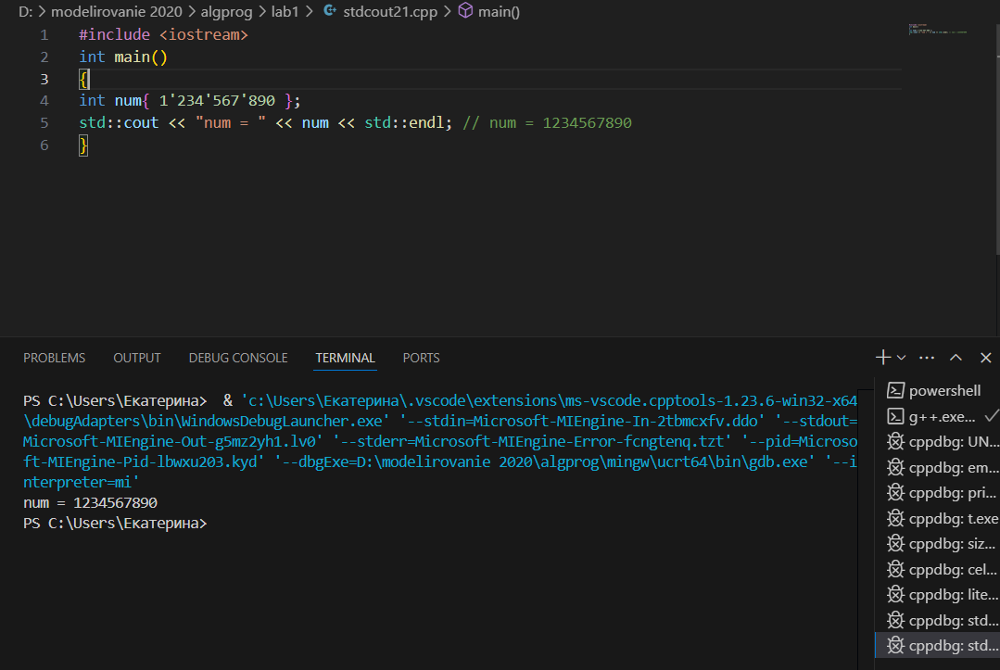 D: > modelirovanie 2020 > algprog > lab1 > stdcout21.cpp > main()
1 #include <iostream>
2 int main()
3 {
4 int num{ 1'234'567'890 };
5 std::cout << "num = " << num << std::endl; // num = 1234567890
6 }
PROBLEMS OUTPUT DEBUG CONSOLE TERMINAL PORTS
PS C:\Users\Екатерина>  & 'c:\Users\Екатерина\.vscode\extensions\ms-vscode.cpptools-1.23.6-win32-x64
\debugAdapters\bin\WindowsDebugLauncher.exe' '--stdin=Microsoft-MIEngine-In-2tbmcxfv.ddo' '--stdout=
Microsoft-MIEngine-Out-g5mz2yh1.lv0' '--stderr=Microsoft-MIEngine-Error-fcngtenq.tzt' '--pid=Microso
ft-MIEngine-Pid-lbwxu203.kyd' '--dbgExe=D:\modelirovanie 2020\algprog\mingw\ucrt64\bin\gdb.exe' '--i
nterpreter=mi'
num = 1234567890
PS C:\Users\Екатерина>
powershell
g++.exe...
cppdbg: UN...
cppdbg: em...
cppdbg: pri...
cppdbg: t.exe
cppdbg: siz...
cppdbg: cel...
cppdbg: lite...
cppdbg: std...
cppdbg: std...